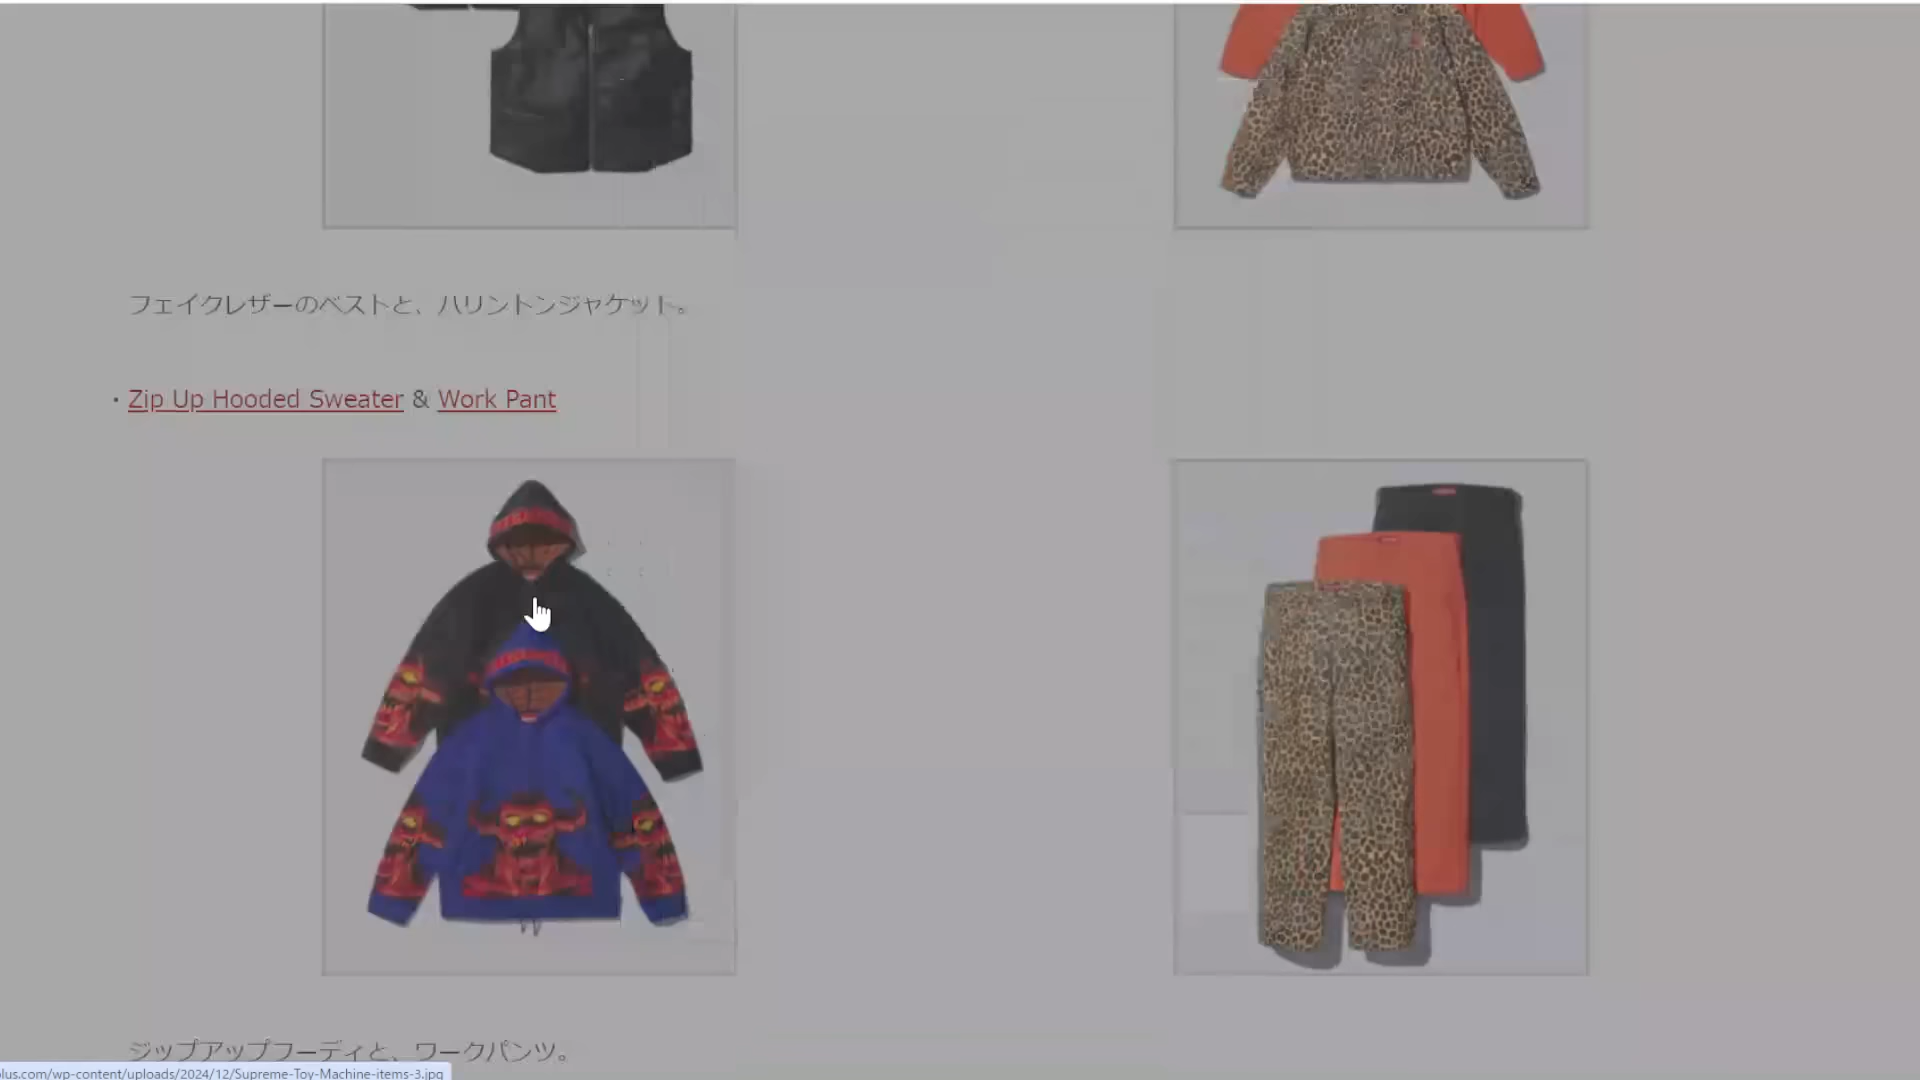 フェイクレザーのベストと、ハリントンジャケット。
・Zip Up Hooded Sweater & Work Pant
ジップアップフーディと、ワークパンツ。
olus.com/wp-content/uploads/2024/12/Supreme-Toy-Machine-items-3.jpg